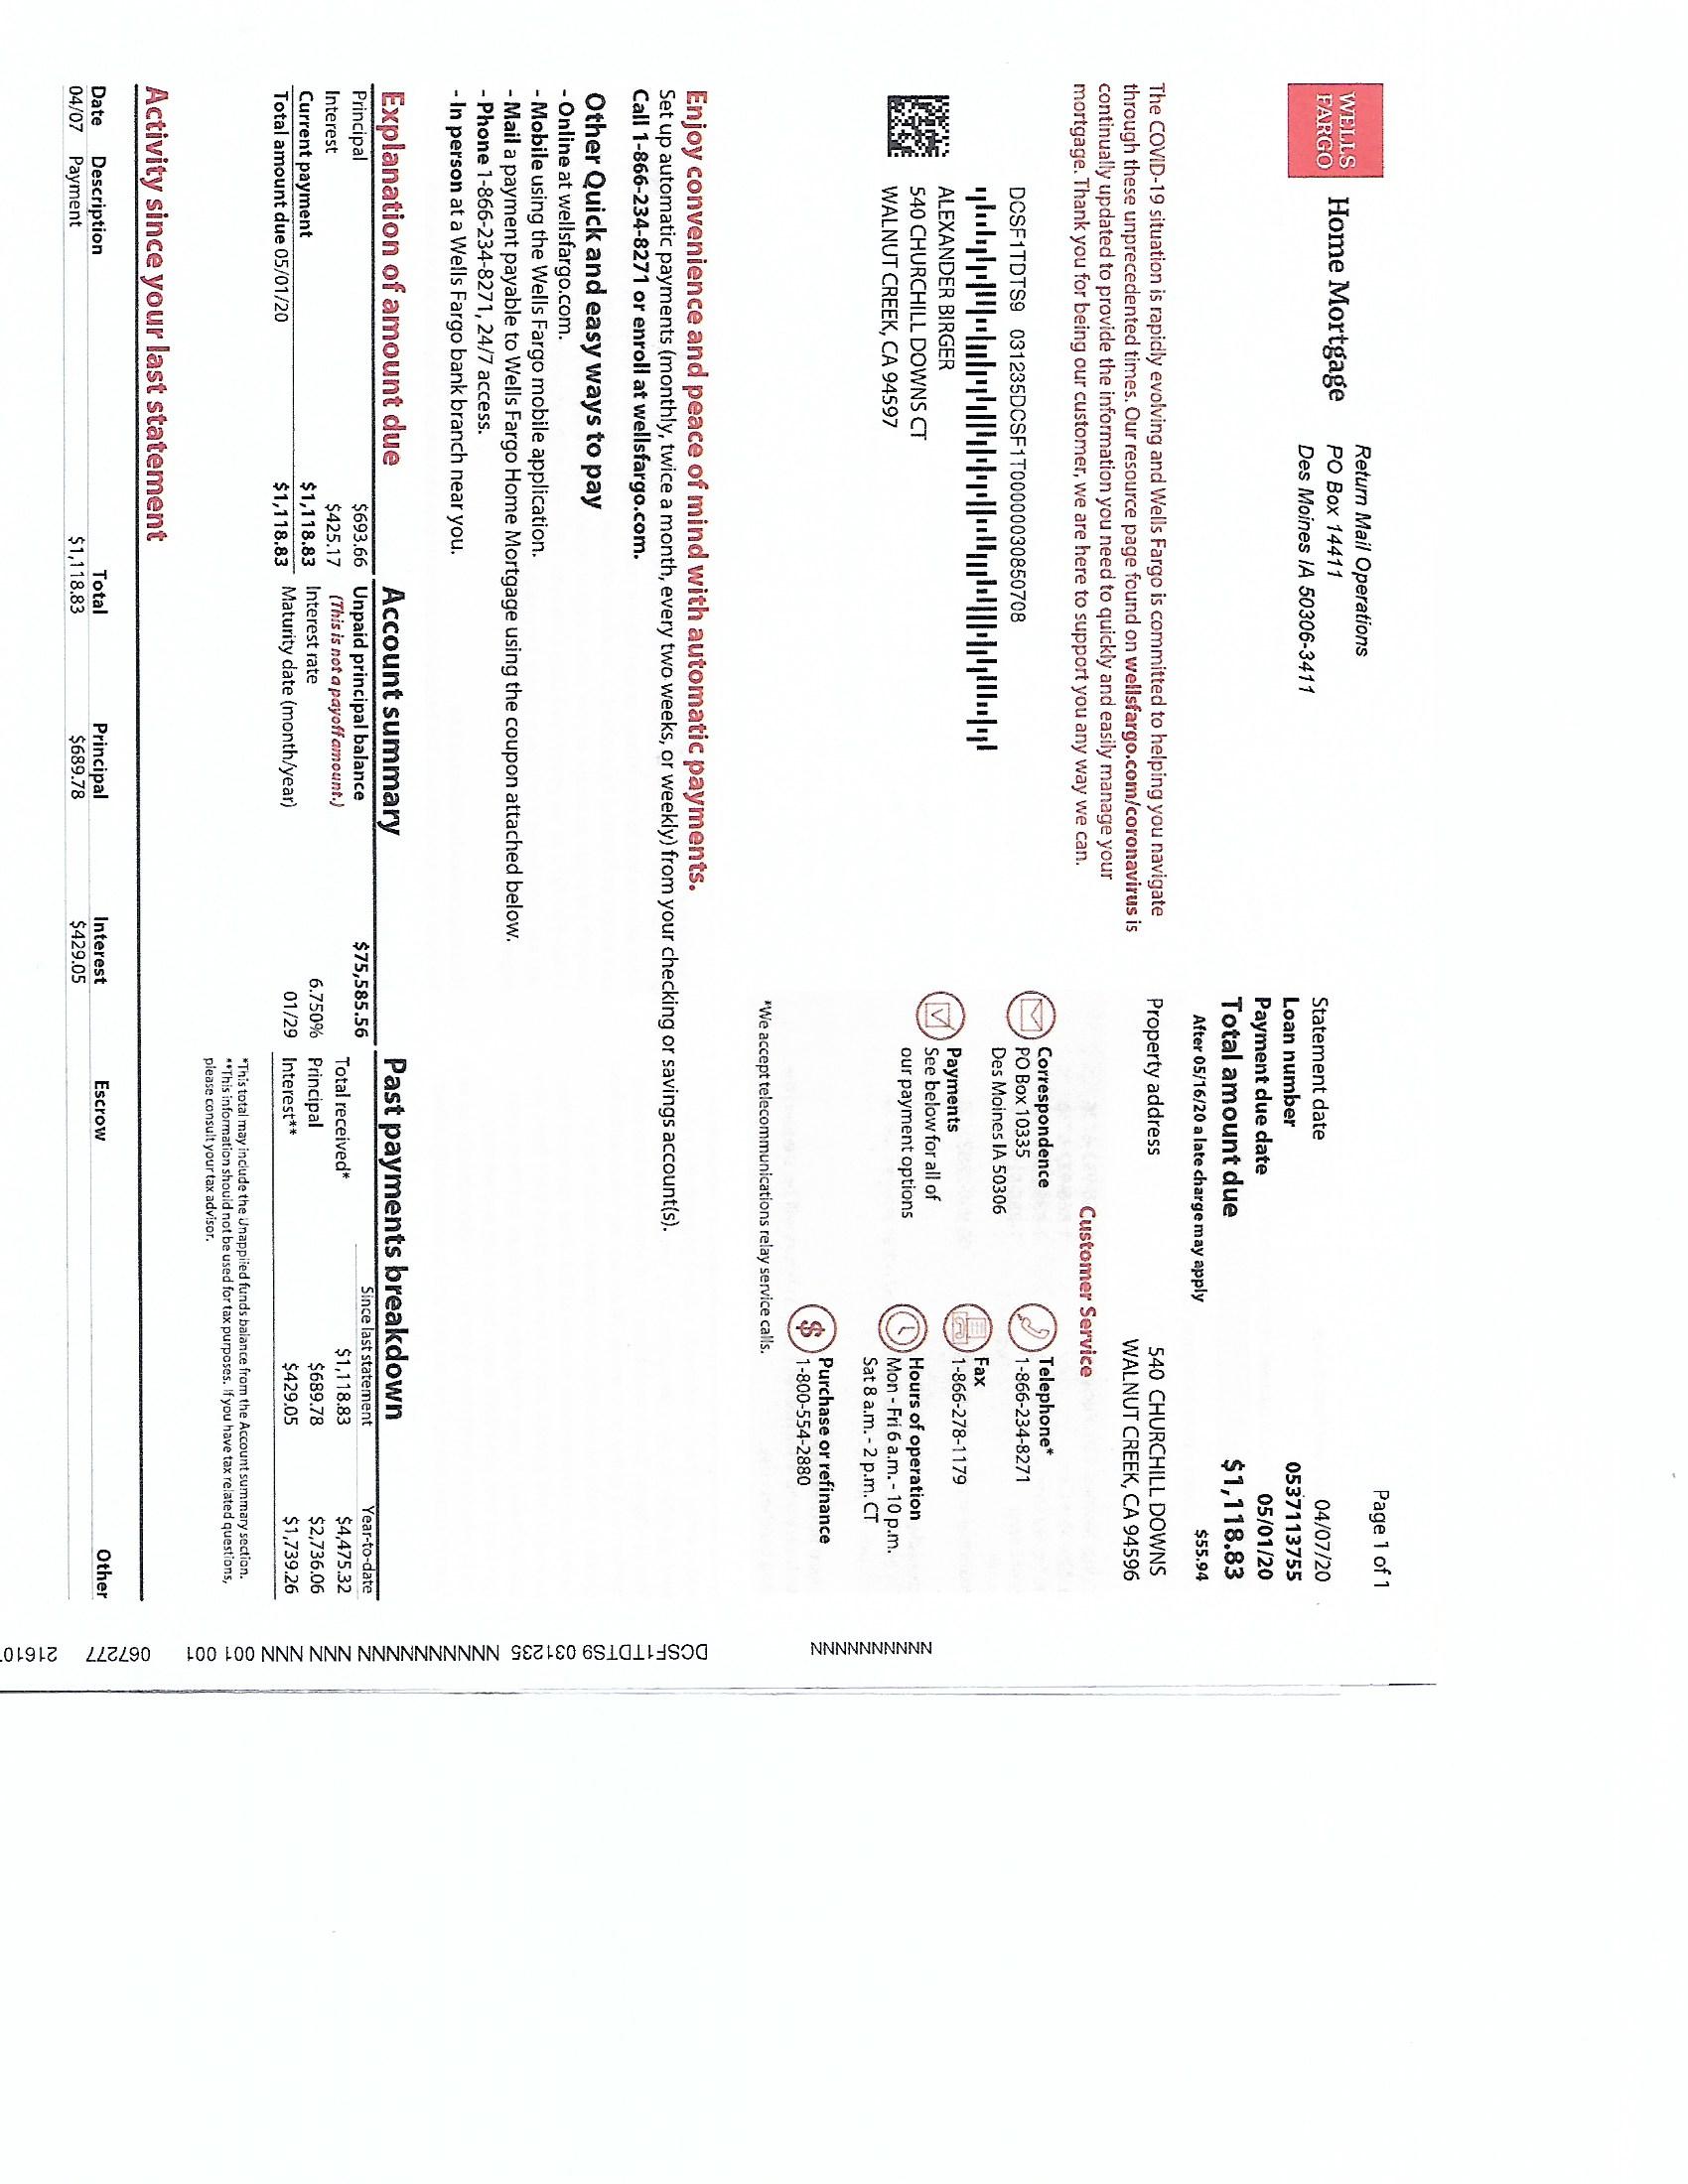 Page 1 of 1
WELLS
FARGO
Home Mortgage
Return Mail Operations
PO Box 14411
Des Moines IA 50306-3411
Statement date 04/07/20
Loan number 0537113755
Payment due date 05/01/20
Total amount due $1,118.83
After 05/16/20 a late charge may apply $55.94
The COVID-19 situation is rapidly evolving and Wells Fargo is committed to helping you navigate
through these unprecedented times. Our resource page found on wellsfargo.com/coronavirus is
continually updated to provide the information you need to quickly and easily manage your
mortgage. Thank you for being our customer, we are here to support you any way we can.
Property address 540 CHURCHILL DOWNS
WALNUT CREEK, CA 94596
DCSF1TDTS9 031235DCSF1T00000030850708
ALEXANDER BIRGER
540 CHURCHILL DOWNS CT
WALNUT CREEK, CA 94597
Customer Service
Correspondence
PO Box 10335
Des Moines IA 50306
Payments
See below for all of
our payment options
Telephone*
1-866-234-8271
Fax
1-866-278-1179
Hours of operation
Mon - Fri 6 a.m. - 10 p.m.
Sat 8 a.m. - 2 p.m. CT
$
Purchase or refinance
1-800-554-2880
*We accept telecommunications relay service calls.
Enjoy convenience and peace of mind with automatic payments.
Set up automatic payments (monthly, twice a month, every two weeks, or weekly) from your checking or savings account(s).
Call 1-866-234-8271 or enroll at wellsfargo.com.
Other Quick and easy ways to pay
- Online at wellsfargo.com.
- Mobile using the Wells Fargo mobile application.
- Mail a payment payable to Wells Fargo Home Mortgage using the coupon attached below.
- Phone 1-866-234-8271, 24/7 access.
- In person at a Wells Fargo bank branch near you.
Explanation of amount due
Principal $693.66
Interest $425.17
Current payment $1,118.83
Total amount due 05/01/20 $1,118.83
Account summary
Unpaid principal balance $75,585.56
(This is not a payoff amount.)
Interest rate 6.750%
Maturity date (month/year) 01/29
Past payments breakdown
Since last statement Year-to-date
Total received* $1,118.83 $4,475.32
Principal $689.78 $2,736.06
Interest** $429.05 $1,739.26
*This total may include the Unapplied funds balance from the Account summary section.
**This information should not be used for tax purposes. If you have tax related questions,
please consult your tax advisor.
Activity since your last statement
Date Description Total Principal Interest Escrow Other
04/07 Payment $1,118.83 $689.78 $429.05
NNNNNNNNNN
DCSF1TDTS9 031235 NNNNNNNNNNN NNN NNN NNN 001 001 067277 21610